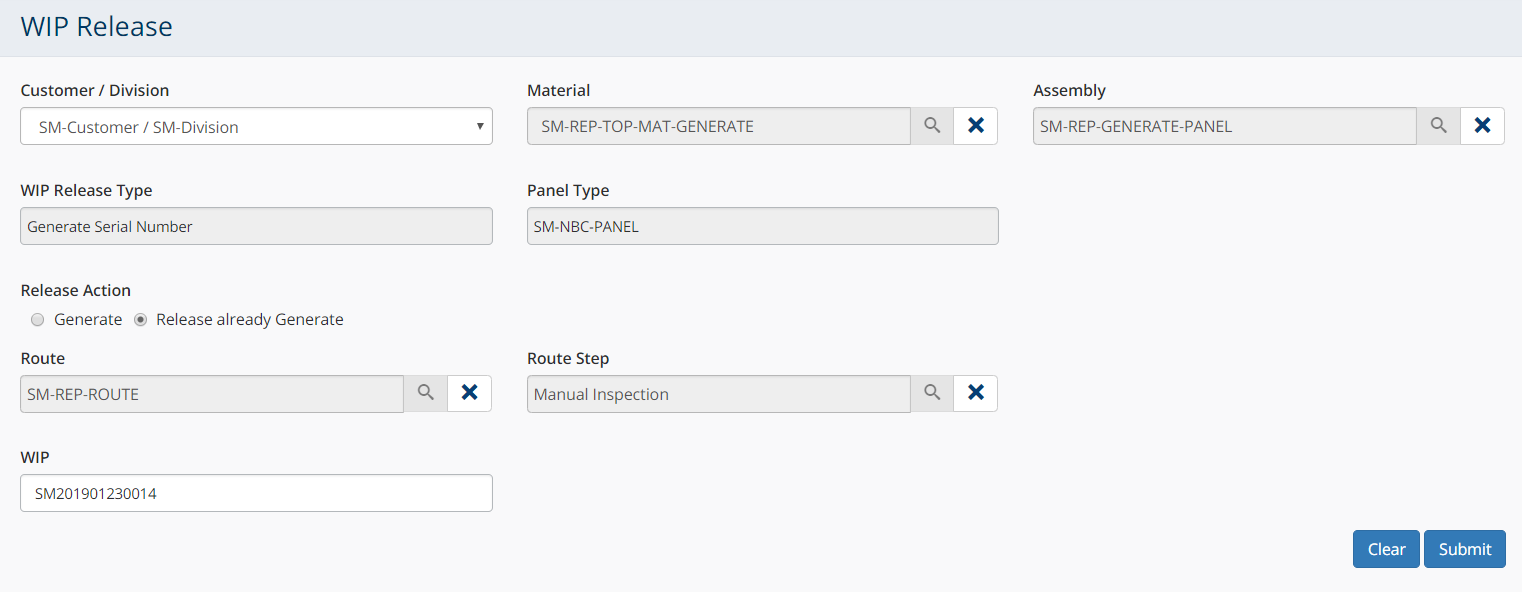 WIP Release
Customer / Division
Material
Assembly
SM-Customer / SM-Division
SM-REP-TOP-MAT-GENERATE
SM-REP-GENERATE-PANEL
WIP Release Type
Panel Type
Generate Serial Number
SM-NBC-PANEL
Release Action
Generate
Release already Generate
Route
Route Step
SM-REP-ROUTE
Manual Inspection
WIP
SM201901230014
Clear
Submit